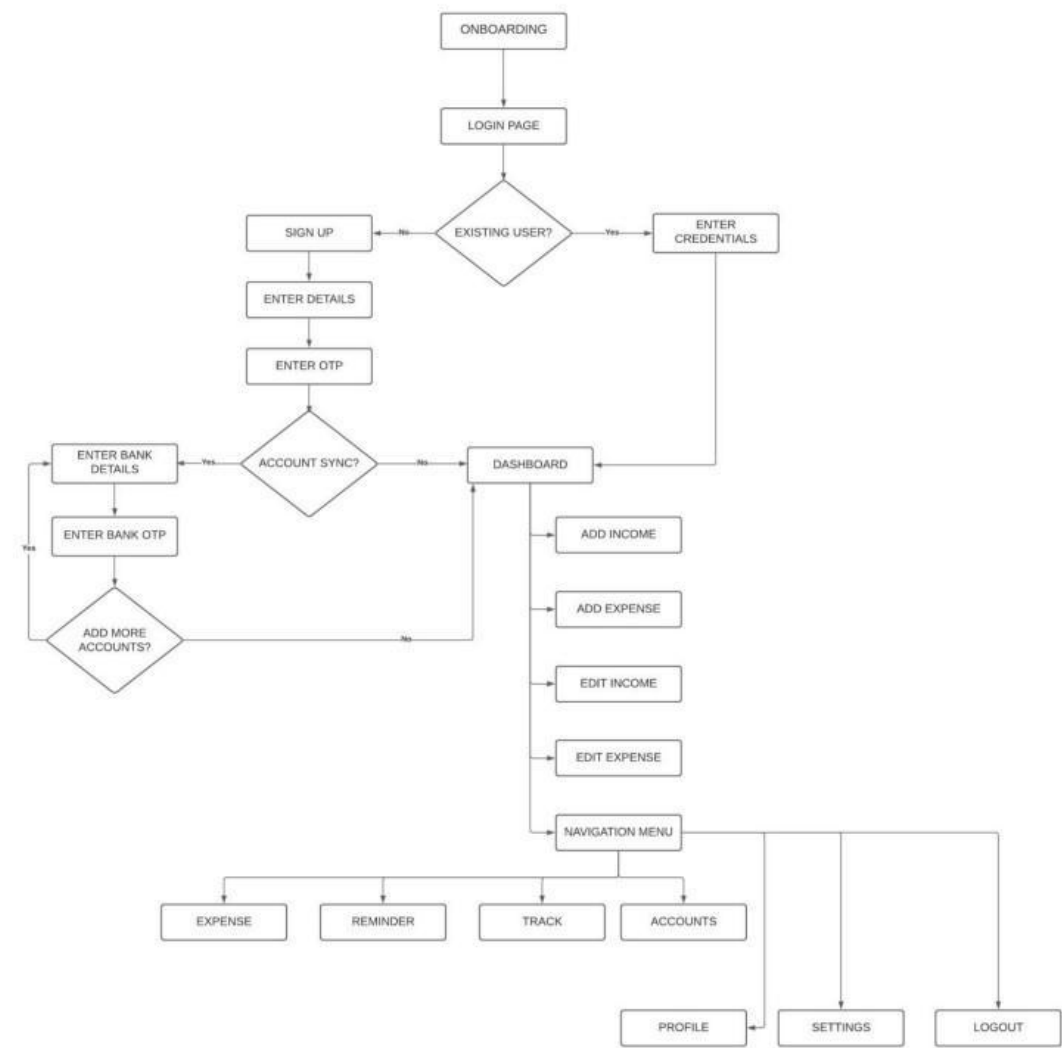 ONBOARDING
LOGIN PAGE
EXISTING USER?
No
Yes
SIGN UP
ENTER
CREDENTIALS
ENTER DETAILS
ENTER OTP
ACCOUNT SYNC?
Yes
No
ENTER BANK
DETAILS
DASHBOARD
ENTER BANK OTP
Yes
ADD MORE
ACCOUNTS?
No
ADD INCOME
ADD EXPENSE
EDIT INCOME
EDIT EXPENSE
NAVIGATION MENU
EXPENSE
REMINDER
TRACK
ACCOUNTS
PROFILE
SETTINGS
LOGOUT